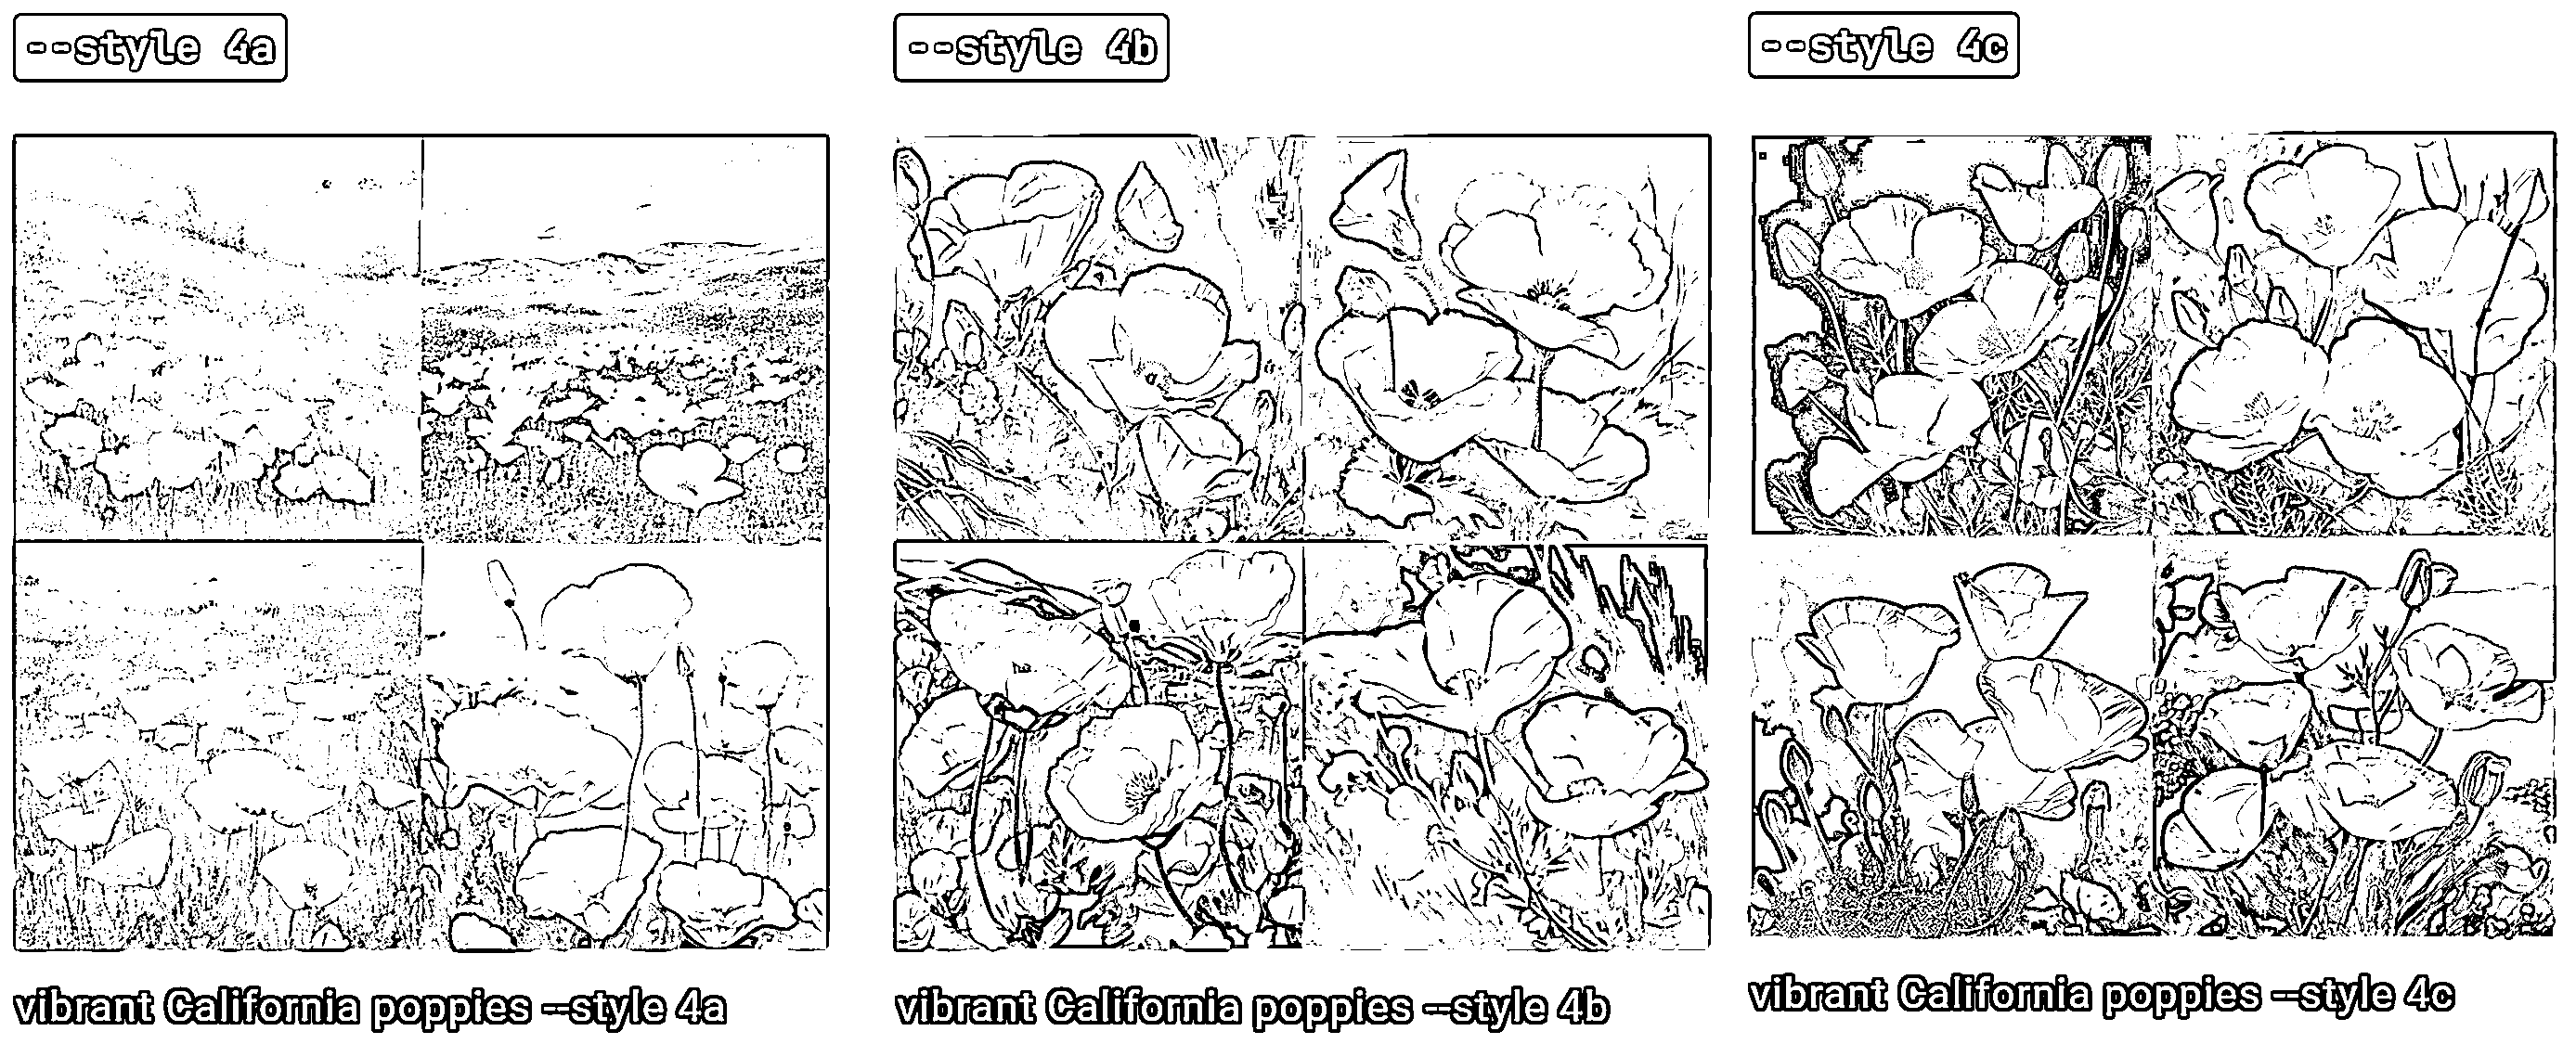 --style 4a
--style 4b
--style 4c
vibrant California poppies --style 4a
vibrant California poppies --style 4b
vibrant California poppies --style 4c